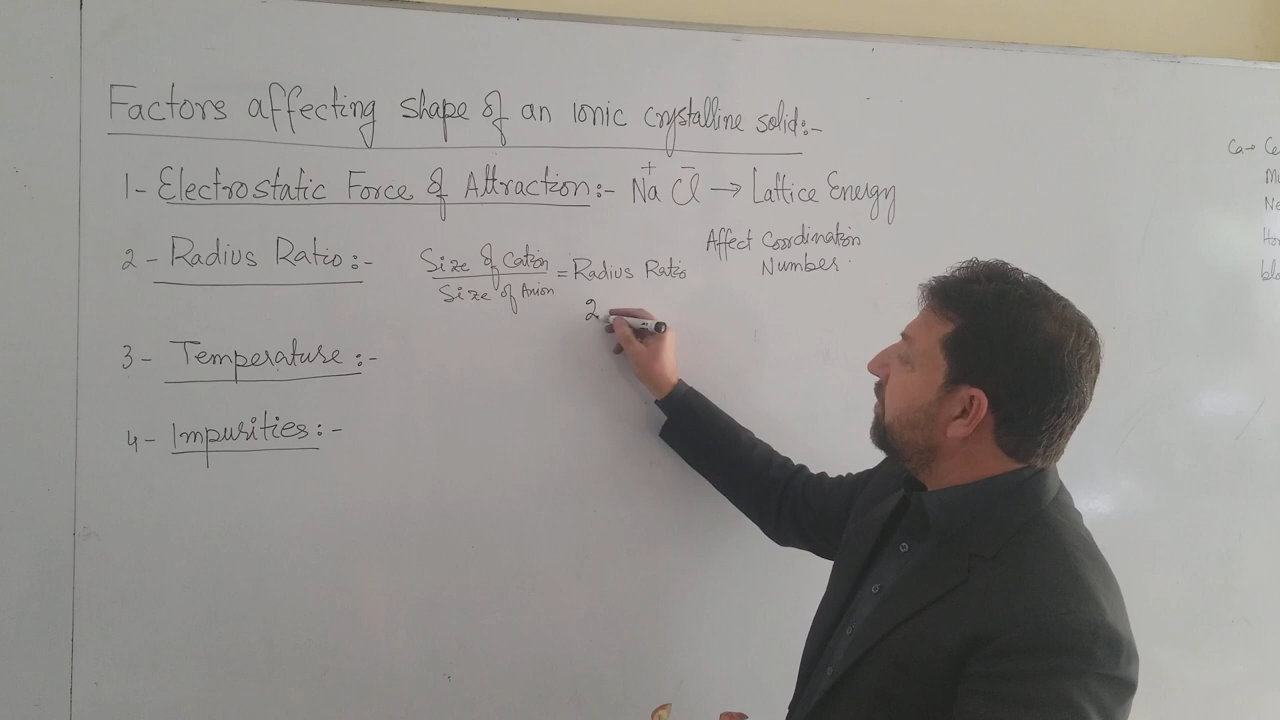 Factors affecting shape of an ionic crystalline solid:-
1- Electrostatic Force of Attraction:- Na⁺ Cl⁻ → Lattice Energy
2- Radius Ratio:- Size of Cation / Size of Anion = Radius Ratio
Affect Coordination
Number.
2
3- Temperature:-
4- Impurities:-
Ca→